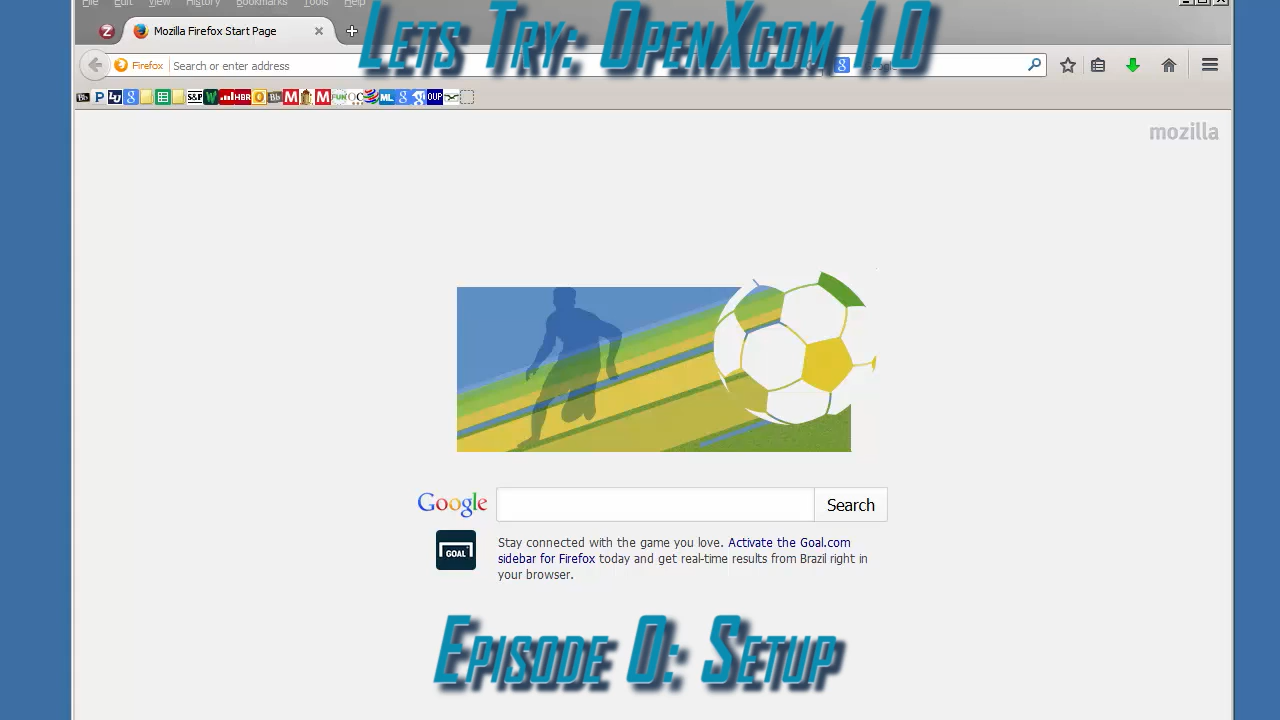 File Edit View History Bookmarks Tools Help
Lets Try: OpenXcom 1.0
Mozilla Firefox Start Page
Firefox Search or enter address
mozilla
Google Search
GOAL
Stay connected with the game you love. Activate the Goal.com
sidebar for Firefox today and get real-time results from Brazil right in
your browser.
Episode 0: Setup